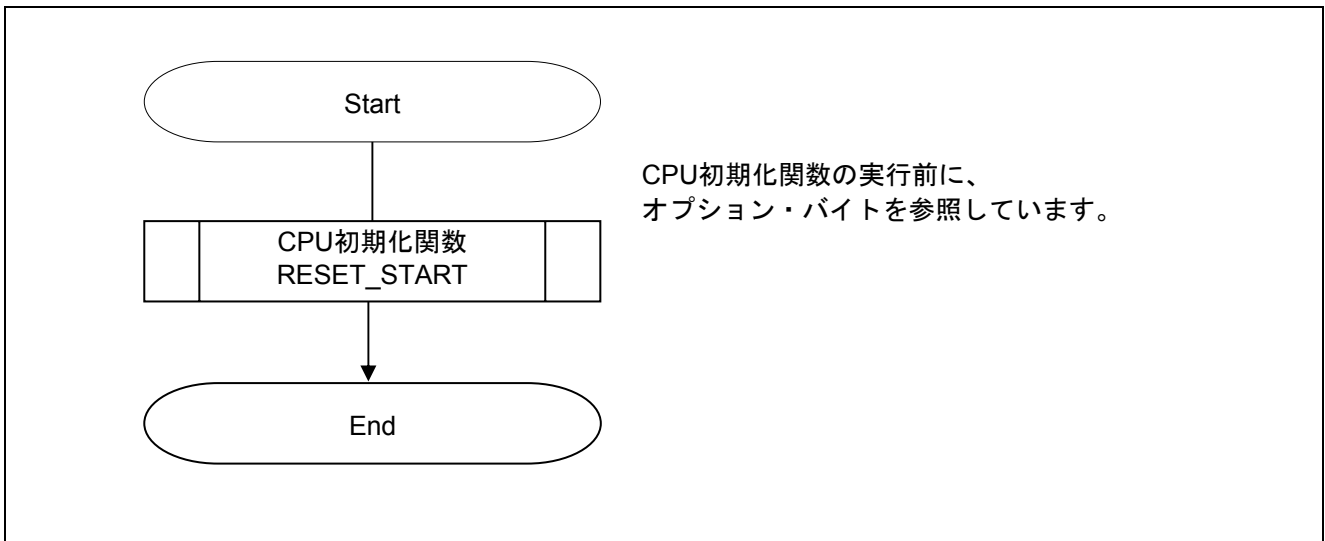 Start
CPU初期化関数の実行前に、
オプション・バイトを参照しています。
CPU初期化関数
RESET_START
End